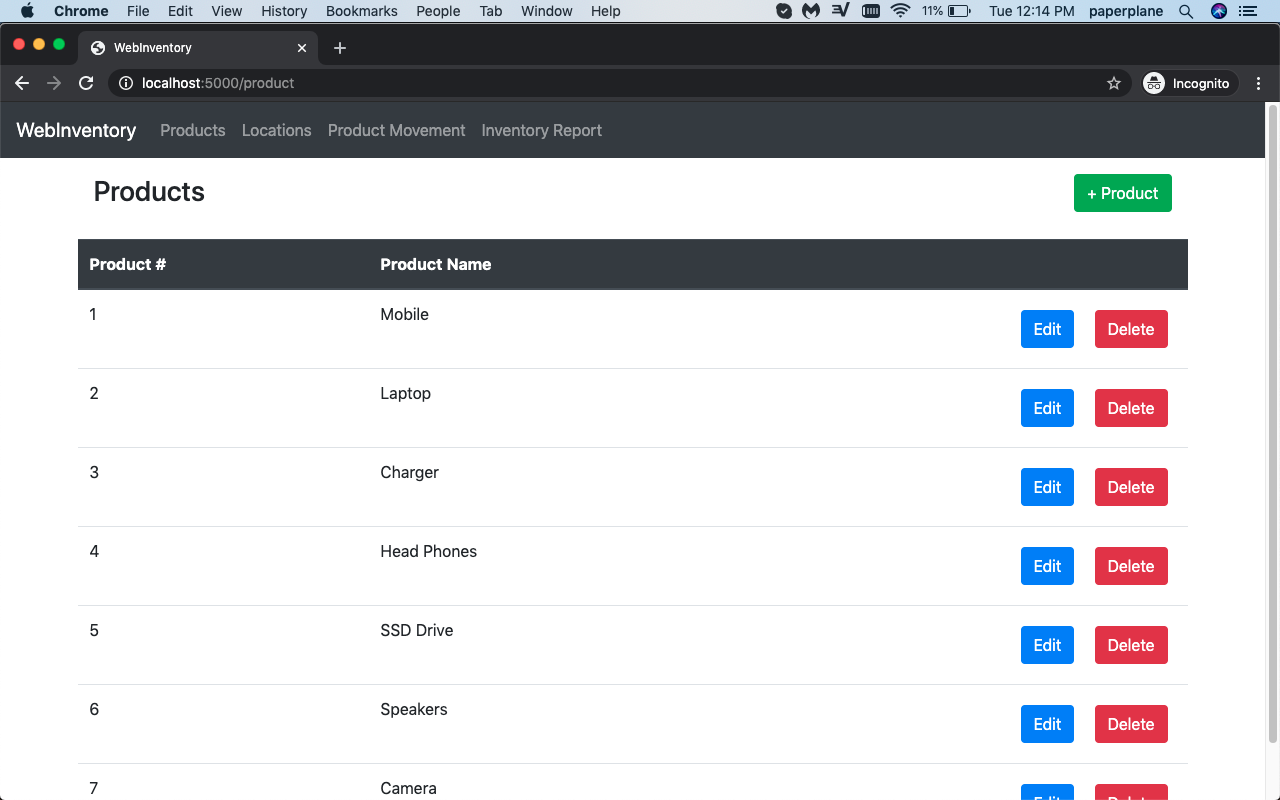 Chrome File Edit View History Bookmarks People Tab Window Help 11% Tue 12:14 PM paperplane
WebInventory
localhost:5000/product Incognito
WebInventory Products Locations Product Movement Inventory Report
Products + Product
Product # Product Name
1 Mobile Edit Delete
2 Laptop Edit Delete
3 Charger Edit Delete
4 Head Phones Edit Delete
5 SSD Drive Edit Delete
6 Speakers Edit Delete
7 Camera Edit Delete